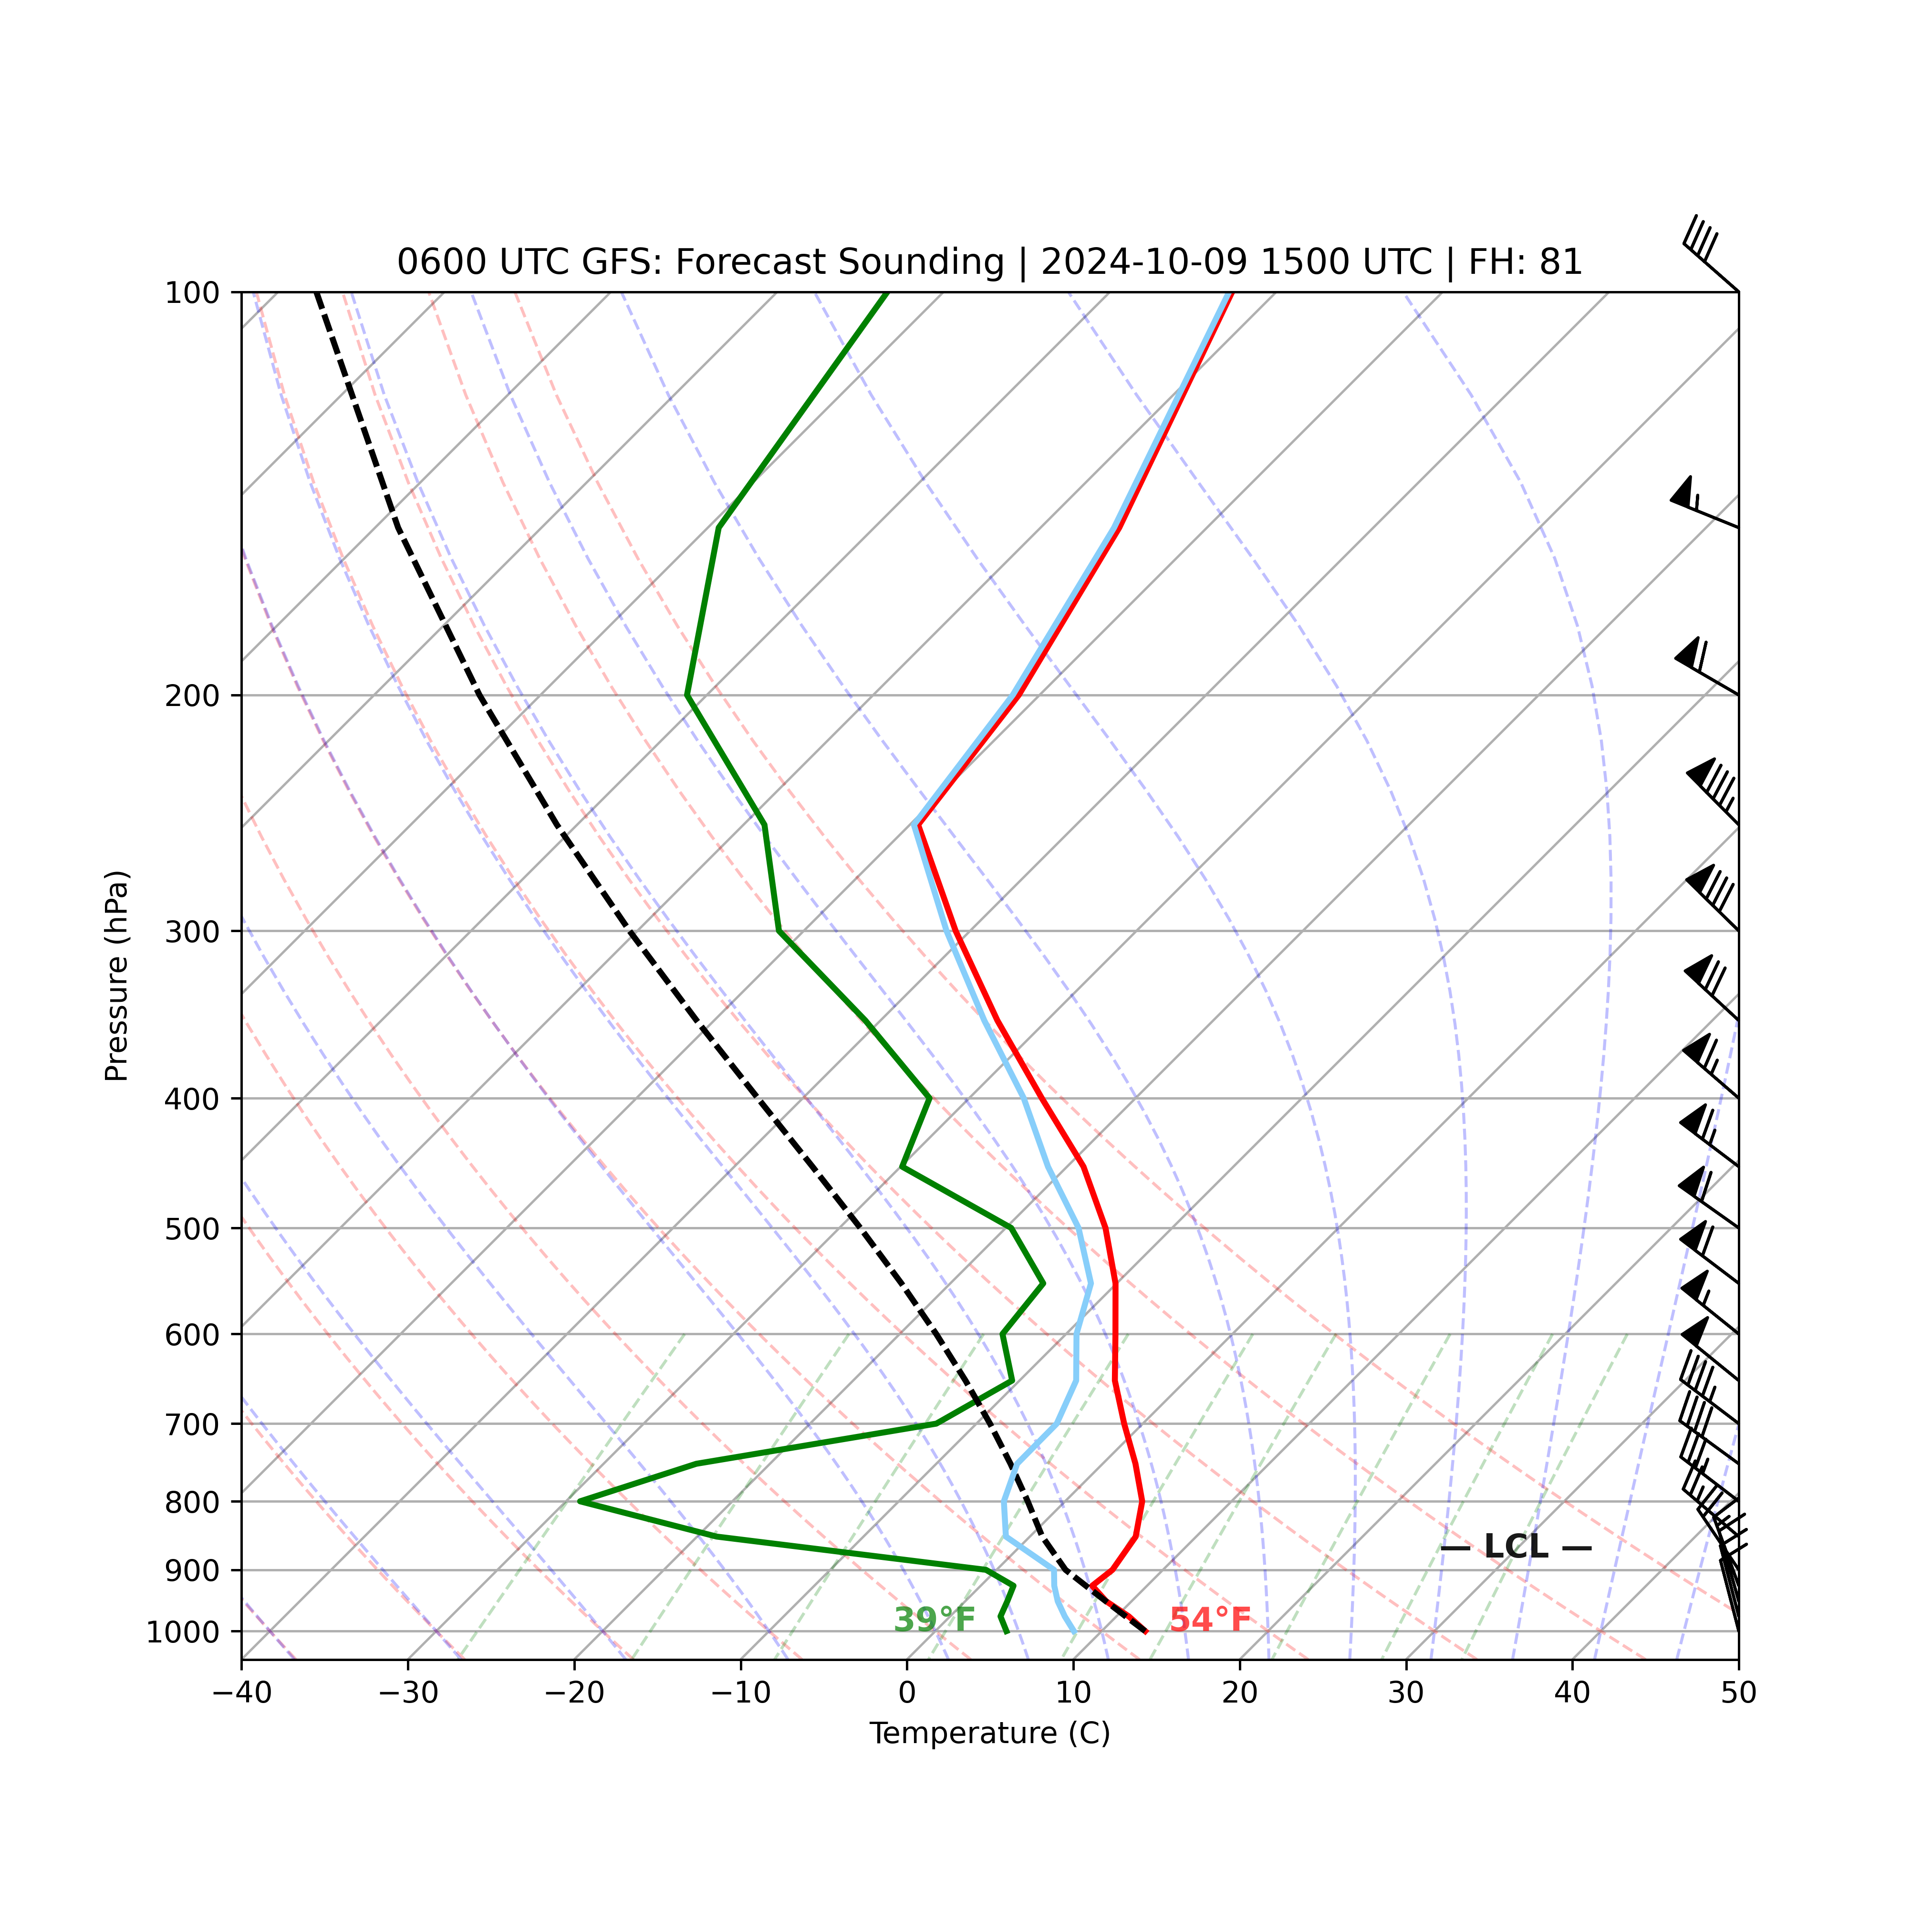 0600 UTC GFS: Forecast Sounding | 2024-10-09 1500 UTC | FH: 81
100
200
300
400
500
600
700
800
900
1000
Pressure (hPa)
— LCL —
39°F
54°F
−40 −30 −20 −10 0 10 20 30 40 50
Temperature (C)